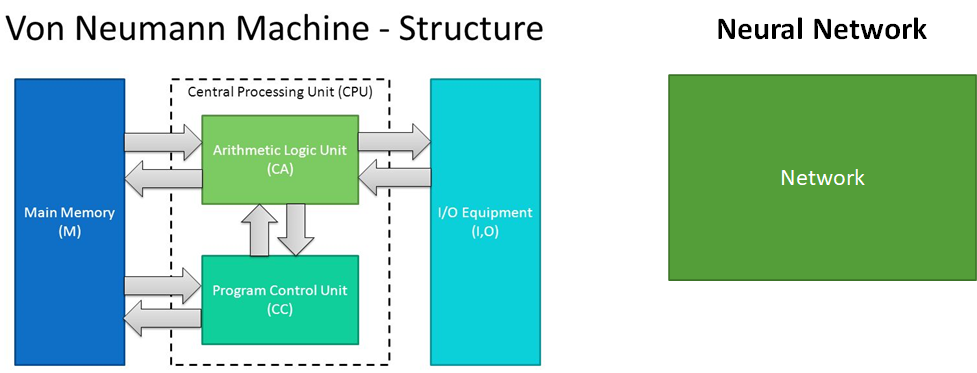 Von Neumann Machine - Structure
Neural Network
Central Processing Unit (CPU)
Arithmetic Logic Unit
(CA)
Main Memory
(M)
I/O Equipment
(I,O)
Program Control Unit
(CC)
Network